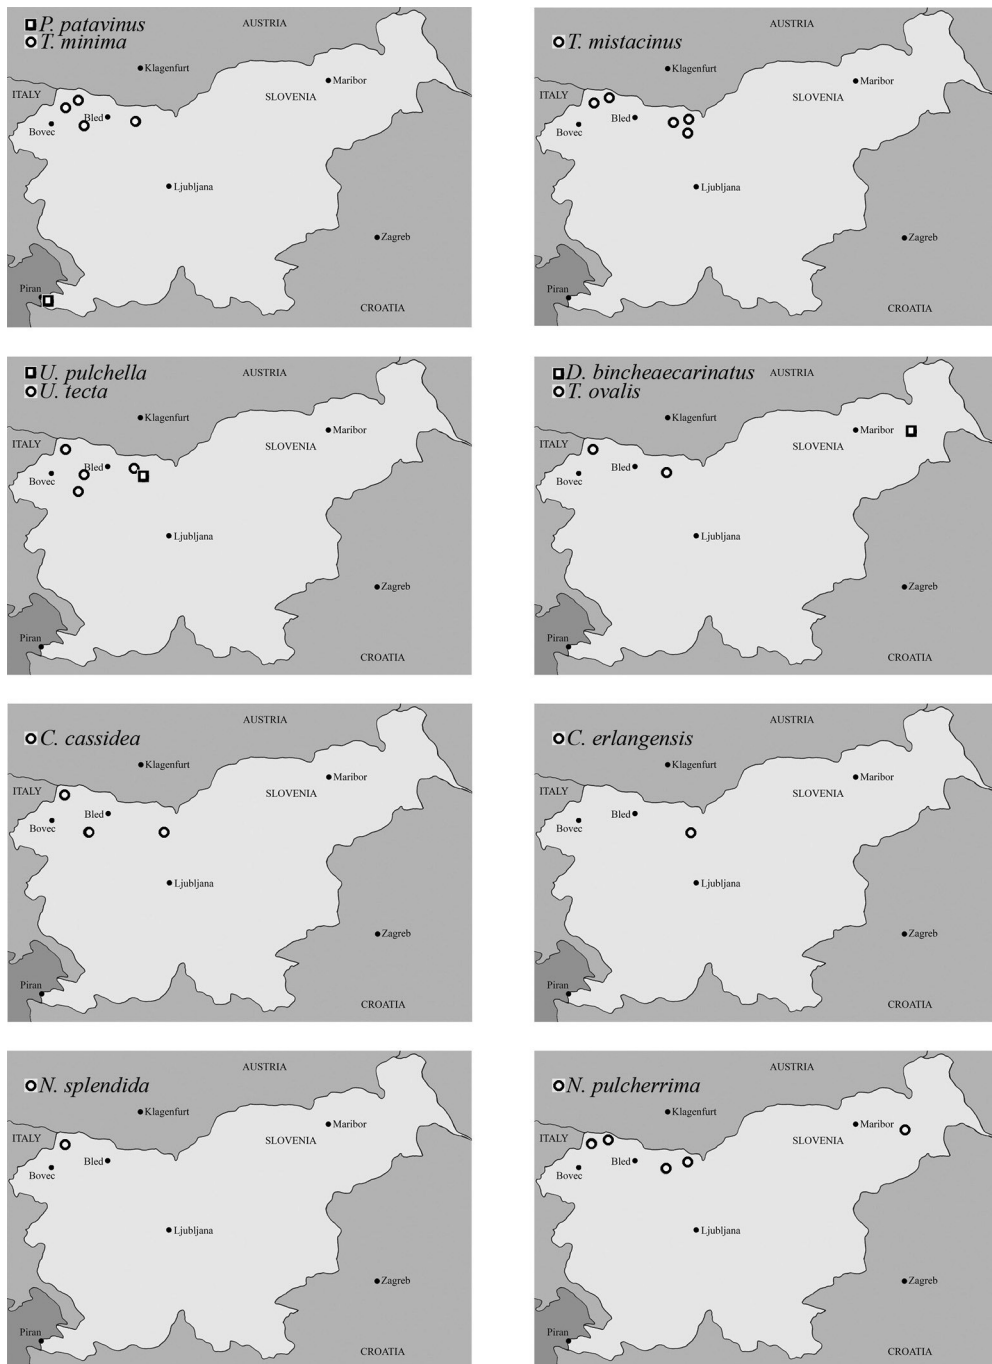 P. patavinus
T. minima
AUSTRIA
Klagenfurt
Maribor
ITALY
SLOVENIA
Bled
Bovec
Ljubljana
Zagreb
Piran
CROATIA
T. mistacinus
AUSTRIA
Klagenfurt
Maribor
ITALY
SLOVENIA
Bled
Bovec
Ljubljana
Zagreb
Piran
CROATIA
U. pulchella
U. tecta
AUSTRIA
Klagenfurt
Maribor
ITALY
SLOVENIA
Bled
Bovec
Ljubljana
Zagreb
Piran
CROATIA
D. bincheaecarinatus
T. ovalis
AUSTRIA
Klagenfurt
Maribor
ITALY
SLOVENIA
Bled
Bovec
Ljubljana
Zagreb
Piran
CROATIA
C. cassidea
AUSTRIA
Klagenfurt
Maribor
ITALY
SLOVENIA
Bled
Bovec
Ljubljana
Zagreb
Piran
CROATIA
C. erlangensis
AUSTRIA
Klagenfurt
Maribor
ITALY
SLOVENIA
Bled
Bovec
Ljubljana
Zagreb
Piran
CROATIA
N. splendida
AUSTRIA
Klagenfurt
Maribor
ITALY
SLOVENIA
Bled
Bovec
Ljubljana
Zagreb
Piran
CROATIA
N. pulcherrima
AUSTRIA
Klagenfurt
Maribor
ITALY
SLOVENIA
Bled
Bovec
Ljubljana
Zagreb
Piran
CROATIA